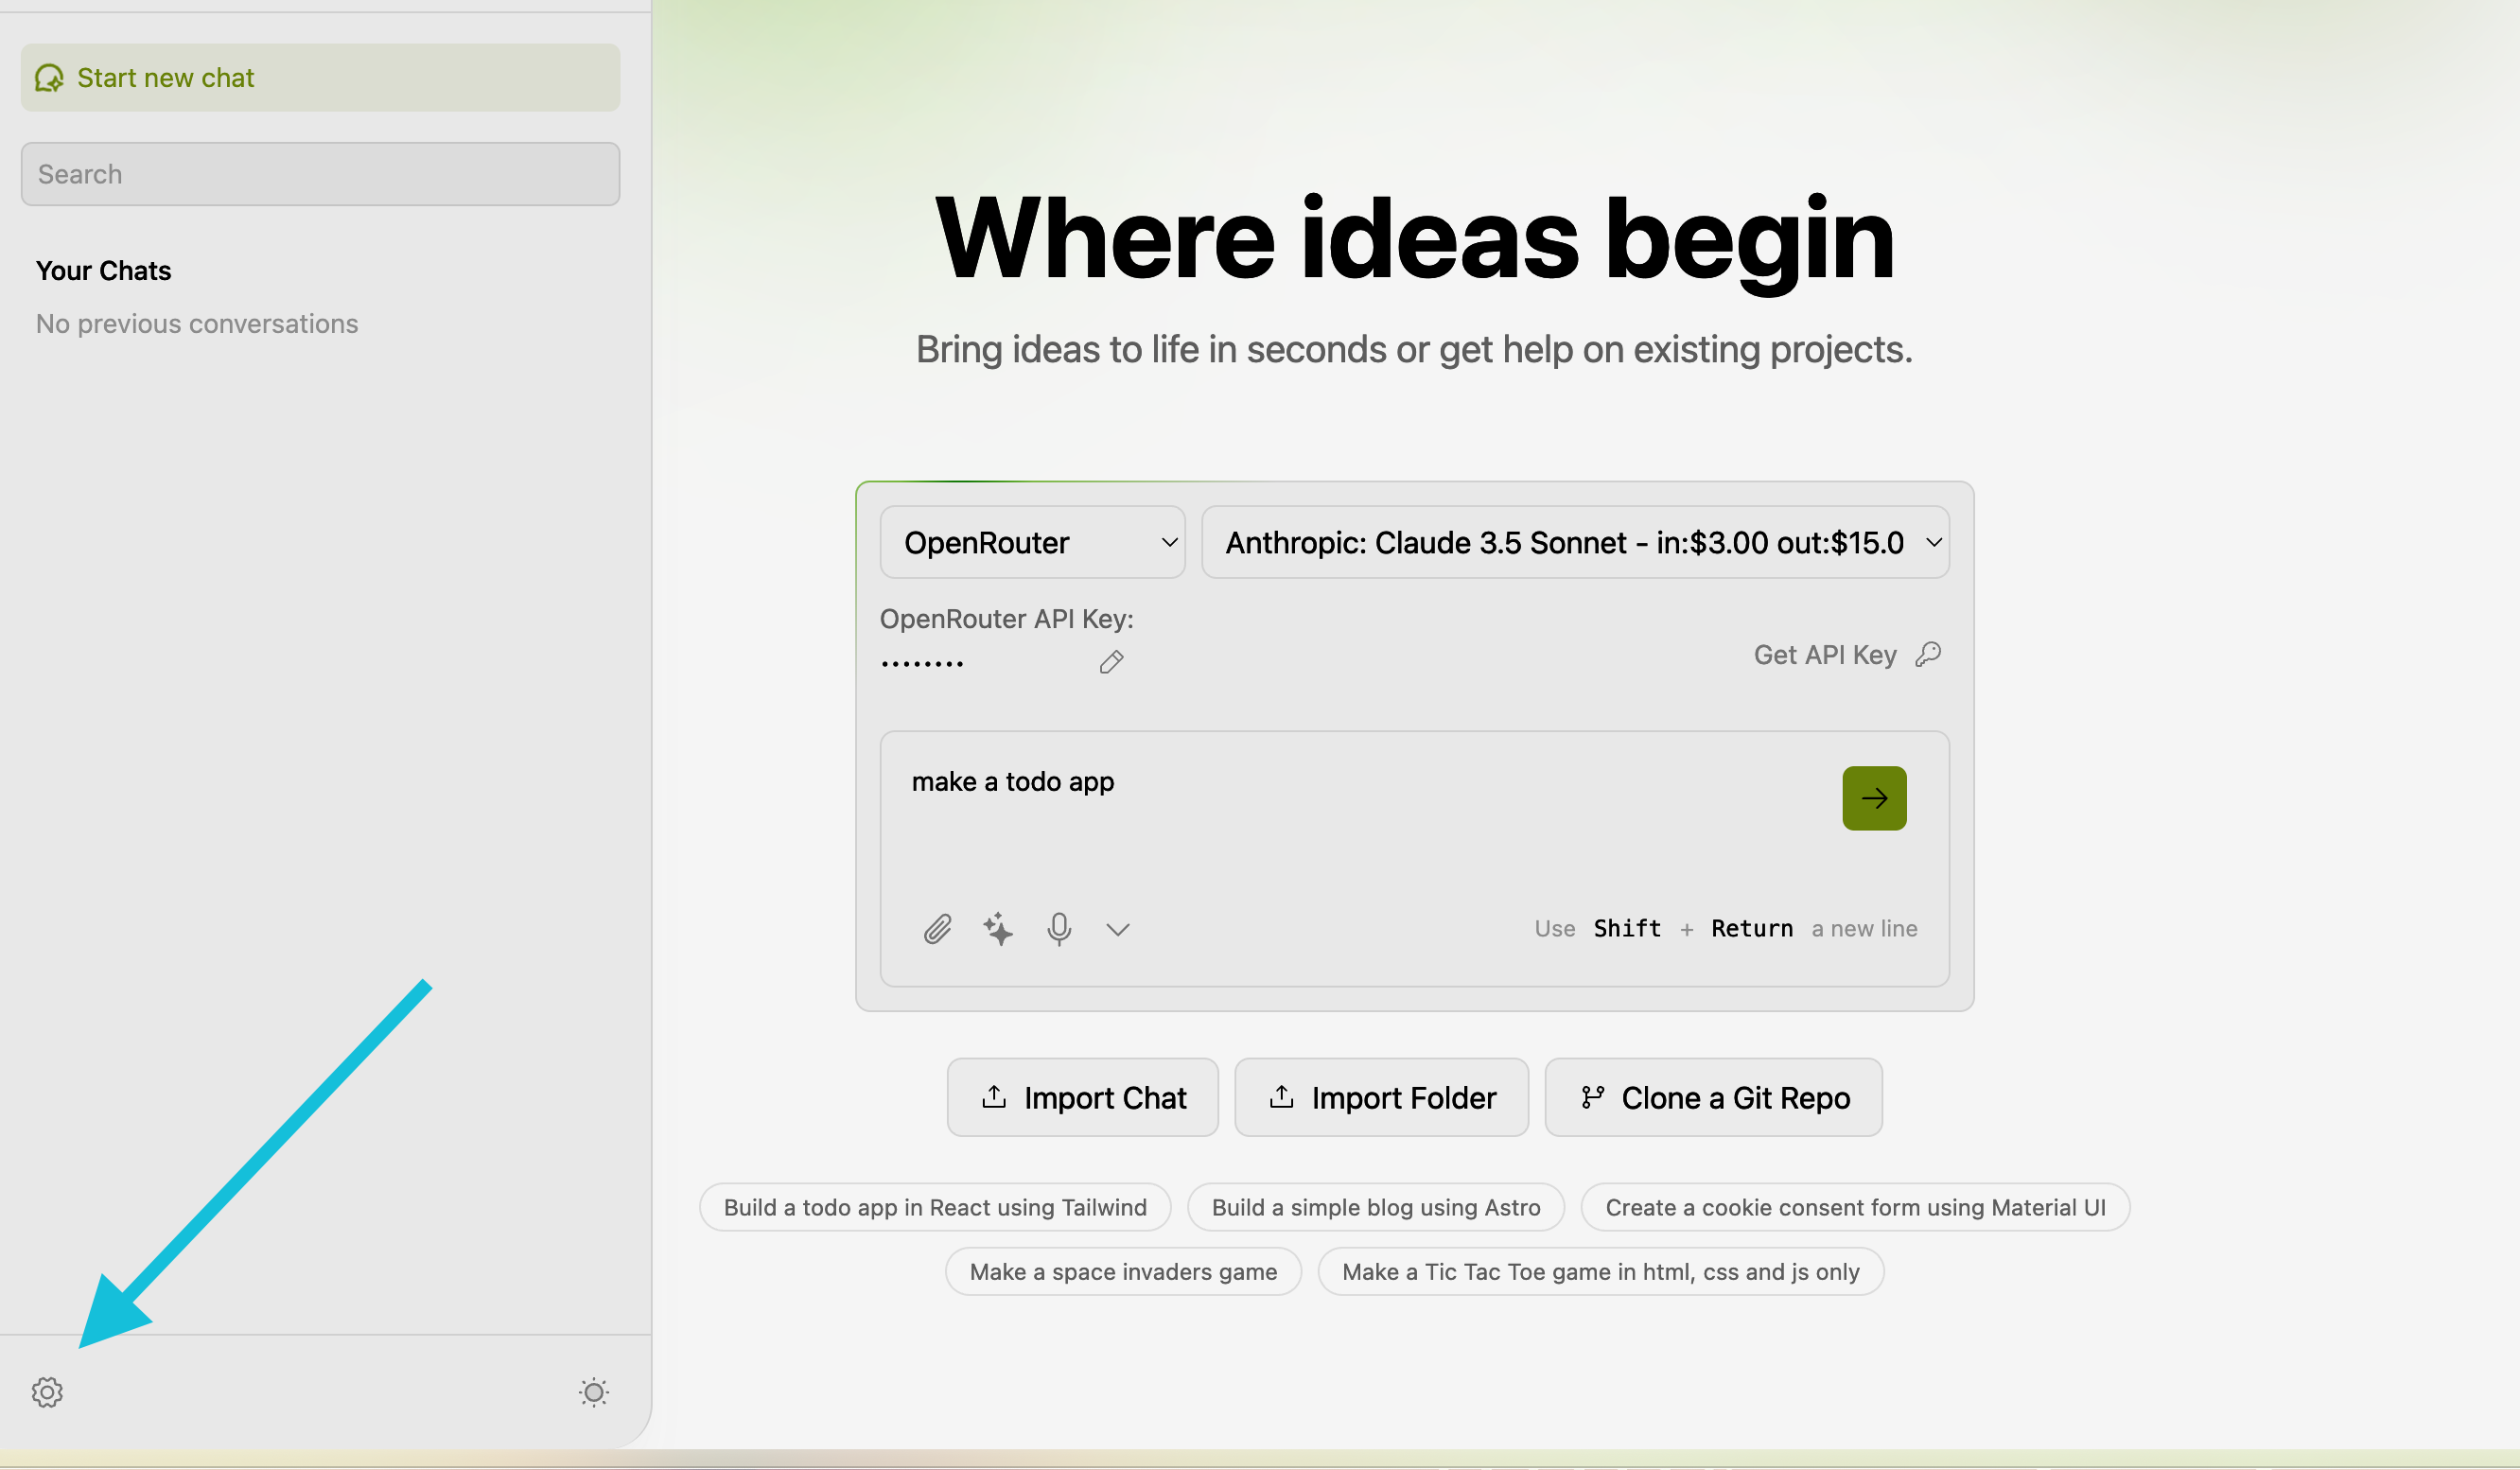 Start new chat
Search
Your Chats
No previous conversations
Where ideas begin
Bring ideas to life in seconds or get help on existing projects.
OpenRouter
Anthropic: Claude 3.5 Sonnet - in:$3.00 out:$15.0
OpenRouter API Key:
••••••••
Get API Key
make a todo app
Use Shift + Return a new line
Import Chat
Import Folder
Clone a Git Repo
Build a todo app in React using Tailwind
Build a simple blog using Astro
Create a cookie consent form using Material UI
Make a space invaders game
Make a Tic Tac Toe game in html, css and js only